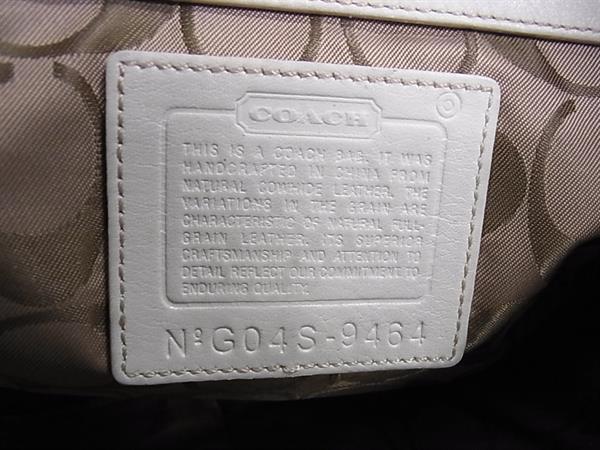 COACH
THIS IS A COACH BAG. IT WAS
HANDCRAFTED IN CHINA FROM
NATURAL COWHIDE LEATHER. THE
VARIATIONS IN THE GRAIN ARE
CHARACTERISTIC OF NATURAL FULL-
GRAIN LEATHER. ITS SUPERIOR
CRAFTSMANSHIP AND ATTENTION TO
DETAIL REFLECT OUR COMMITMENT TO
ENDURING QUALITY.
Nº G04S-9464